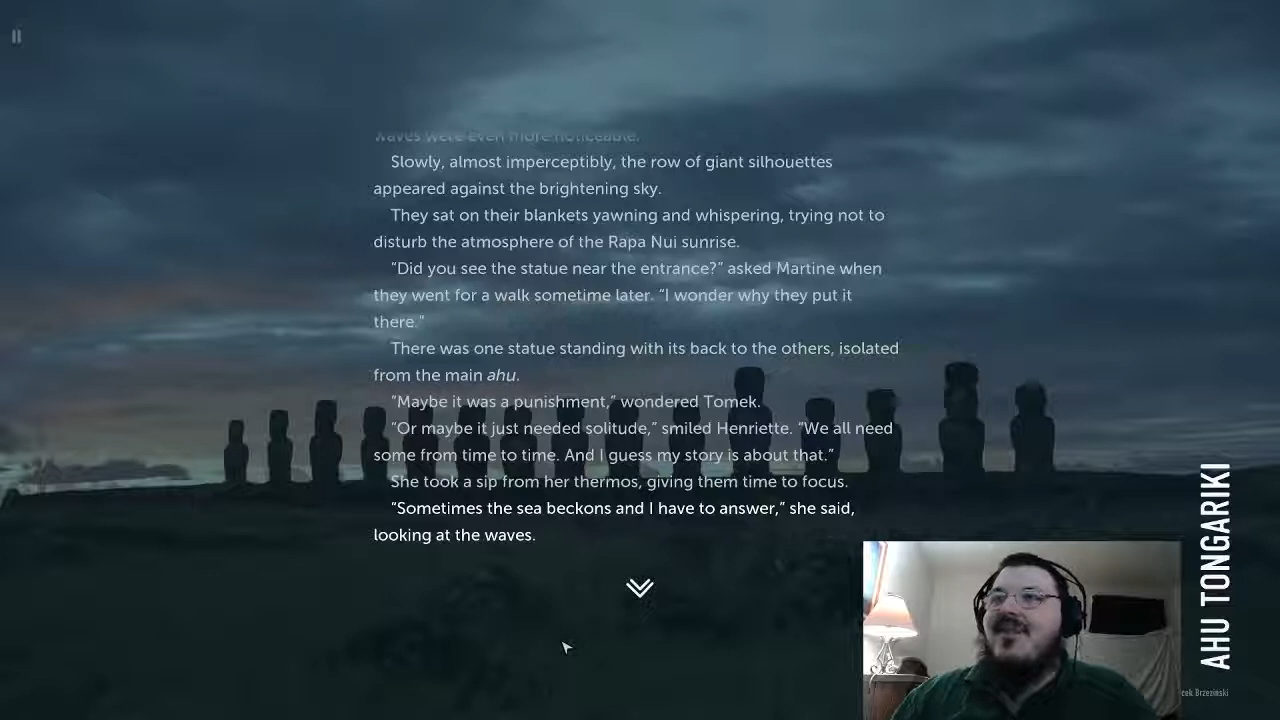 waves were even more noticeable.
Slowly, almost imperceptibly, the row of giant silhouettes
appeared against the brightening sky.
They sat on their blankets yawning and whispering, trying not to
disturb the atmosphere of the Rapa Nui sunrise.
“Did you see the statue near the entrance?” asked Martine when
they went for a walk sometime later. “I wonder why they put it
there.”
There was one statue standing with its back to the others, isolated
from the main ahu.
“Maybe it was a punishment,” wondered Tomek.
“Or maybe it just needed solitude,” smiled Henriette. “We all need
some from time to time. And I guess my story is about that.”
She took a sip from her thermos, giving them time to focus.
“Sometimes the sea beckons and I have to answer,” she said,
looking at the waves.
AHU TONGARIKI
Brzezinski